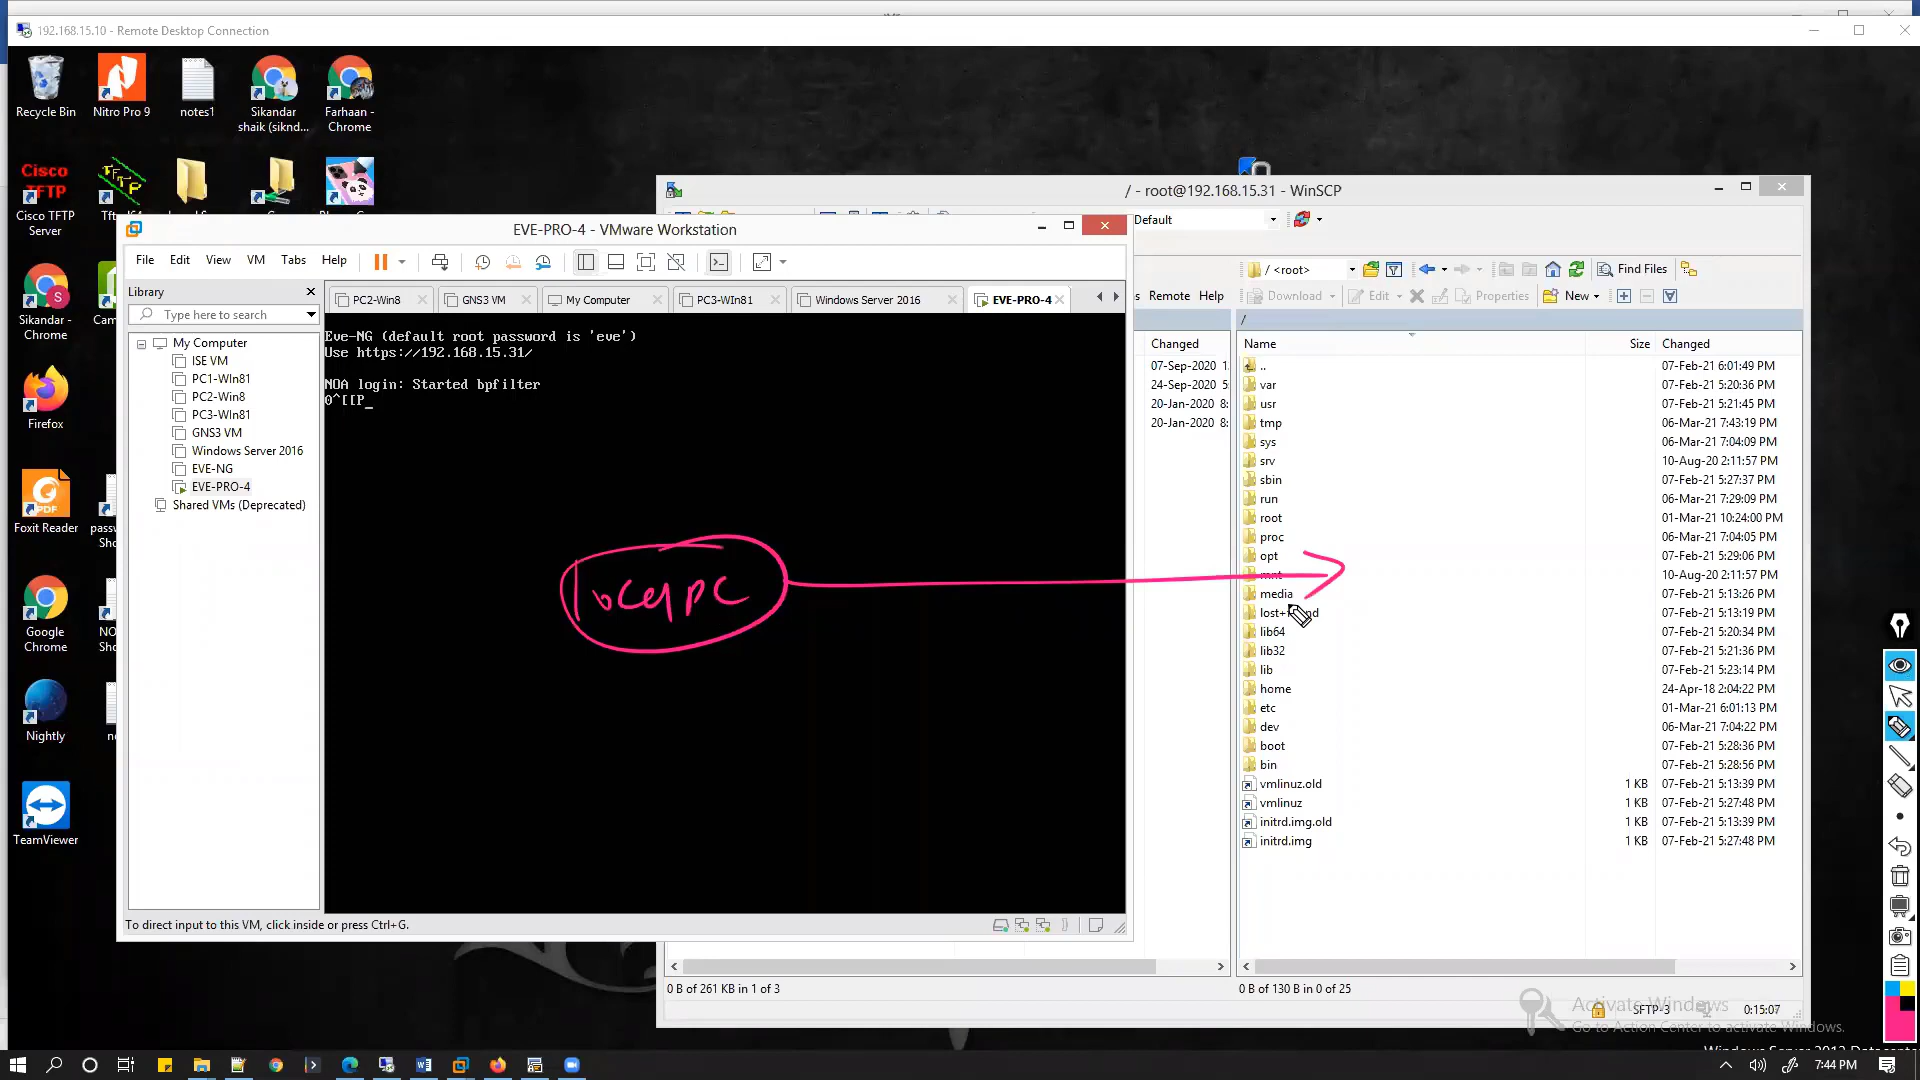 192.168.15.10 - Remote Desktop Connection
Recycle Bin
Nitro Pro 9
notes1
Sikandar shaik (siknd...
Farhaan - Chrome
Cisco TFTP
Cisco TFTP Server
Sikandar - Chrome
Firefox
Foxit Reader
Google Chrome
Nightly
TeamViewer
/ - root@192.168.15.31 - WinSCP
Default
EVE-PRO-4 - VMware Workstation
File Edit View VM Tabs Help
Library
Type here to search
My Computer
ISE VM
PC1-WIn81
PC2-Win8
PC3-WIn81
GNS3 VM
Windows Server 2016
EVE-NG
EVE-PRO-4
Shared VMs (Deprecated)
PC2-Win8 GNS3 VM My Computer PC3-WIn81 Windows Server 2016 EVE-PRO-4
Eve-NG (default root password is 'eve')
Use https://192.168.15.31/
NOA login: Started bpfilter
0^[[P_
To direct input to this VM, click inside or press Ctrl+G.
/ <root> Find Files
Remote Help Download Edit Properties New
/
Changed
07-Sep-2020 1
24-Sep-2020 5
20-Jan-2020 8:
20-Jan-2020 8:
Name Size Changed
.. 07-Feb-21 6:01:49 PM
var 07-Feb-21 5:20:36 PM
usr 07-Feb-21 5:21:45 PM
tmp 06-Mar-21 7:43:19 PM
sys 06-Mar-21 7:04:09 PM
srv 10-Aug-20 2:11:57 PM
sbin 07-Feb-21 5:27:37 PM
run 06-Mar-21 7:29:09 PM
root 01-Mar-21 10:24:00 PM
proc 06-Mar-21 7:04:05 PM
opt 07-Feb-21 5:29:06 PM
mnt 10-Aug-20 2:11:57 PM
media 07-Feb-21 5:13:26 PM
lost+found 07-Feb-21 5:13:19 PM
lib64 07-Feb-21 5:20:34 PM
lib32 07-Feb-21 5:21:36 PM
lib 07-Feb-21 5:23:14 PM
home 24-Apr-18 2:04:22 PM
etc 01-Mar-21 6:01:13 PM
dev 06-Mar-21 7:04:22 PM
boot 07-Feb-21 5:28:36 PM
bin 07-Feb-21 5:28:56 PM
vmlinuz.old 1 KB 07-Feb-21 5:13:39 PM
vmlinuz 1 KB 07-Feb-21 5:27:48 PM
initrd.img.old 1 KB 07-Feb-21 5:13:39 PM
initrd.img 1 KB 07-Feb-21 5:27:48 PM
0 B of 261 KB in 1 of 3
0 B of 130 B in 0 of 25
SFTP-3 0:15:07
Activate Windows
Go to Action Center to activate Windows.
7:44 PM